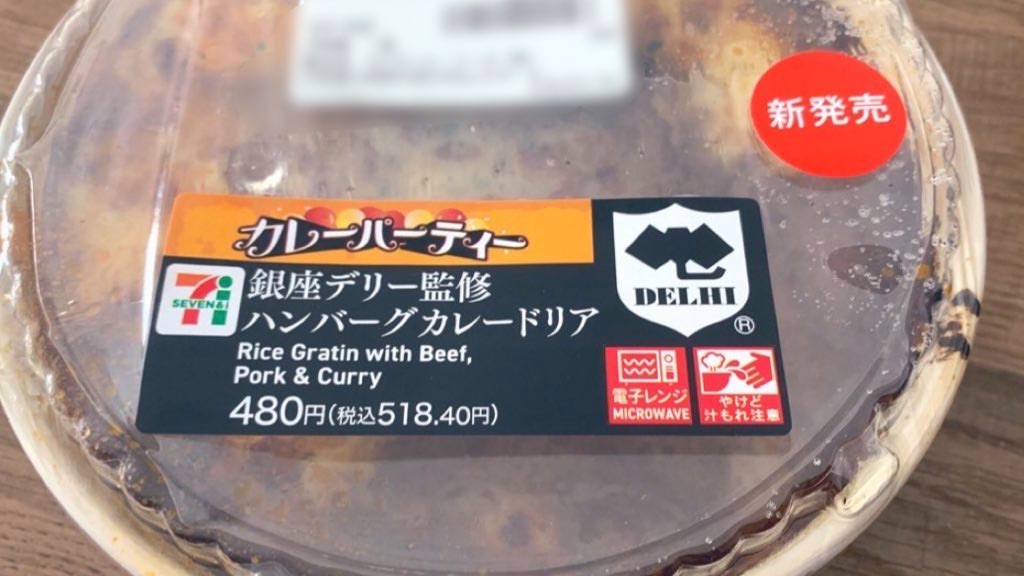 新発売
カレーパーティー
SEVEN&i
銀座デリー監修
ハンバーグカレードリア
Rice Gratin with Beef,
Pork & Curry
480円(税込518.40円)
DELHI
®
電子レンジ
MICROWAVE
やけど
汁もれ注意